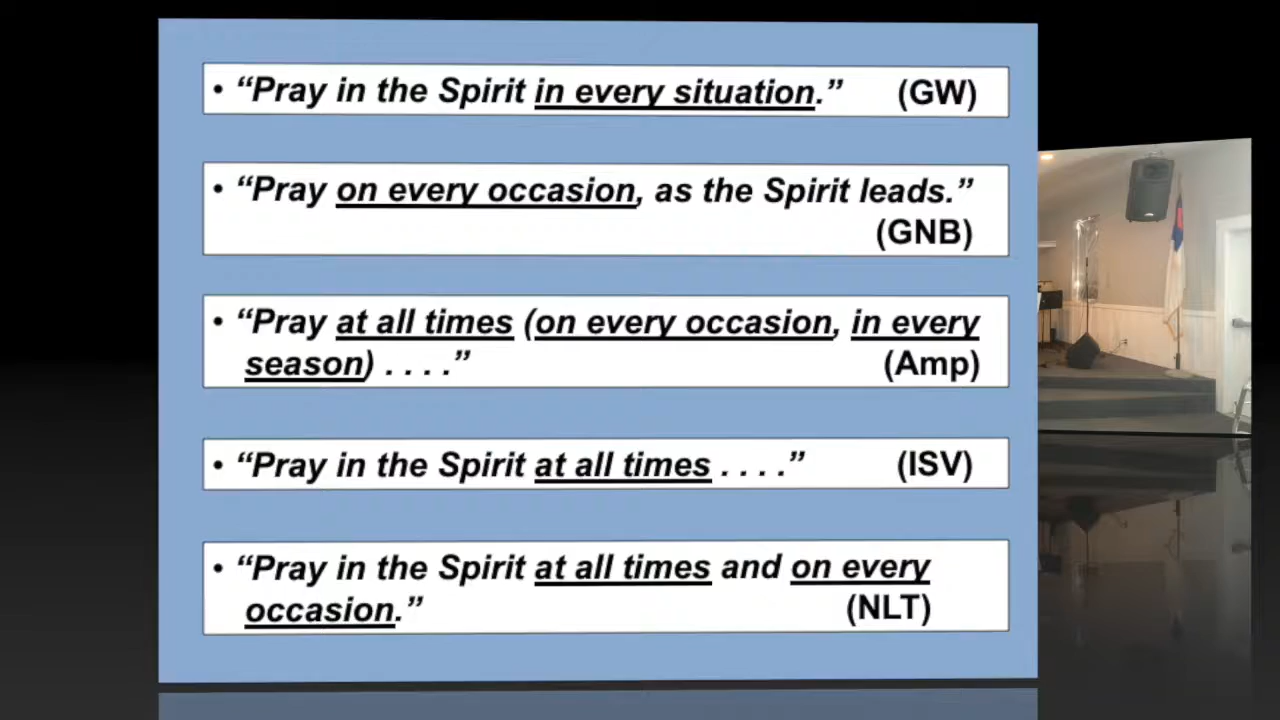 • “Pray in the Spirit in every situation.” (GW)
• “Pray on every occasion, as the Spirit leads.”
(GNB)
• “Pray at all times (on every occasion, in every
season) . . . .” (Amp)
• “Pray in the Spirit at all times . . . .” (ISV)
• “Pray in the Spirit at all times and on every
occasion.” (NLT)